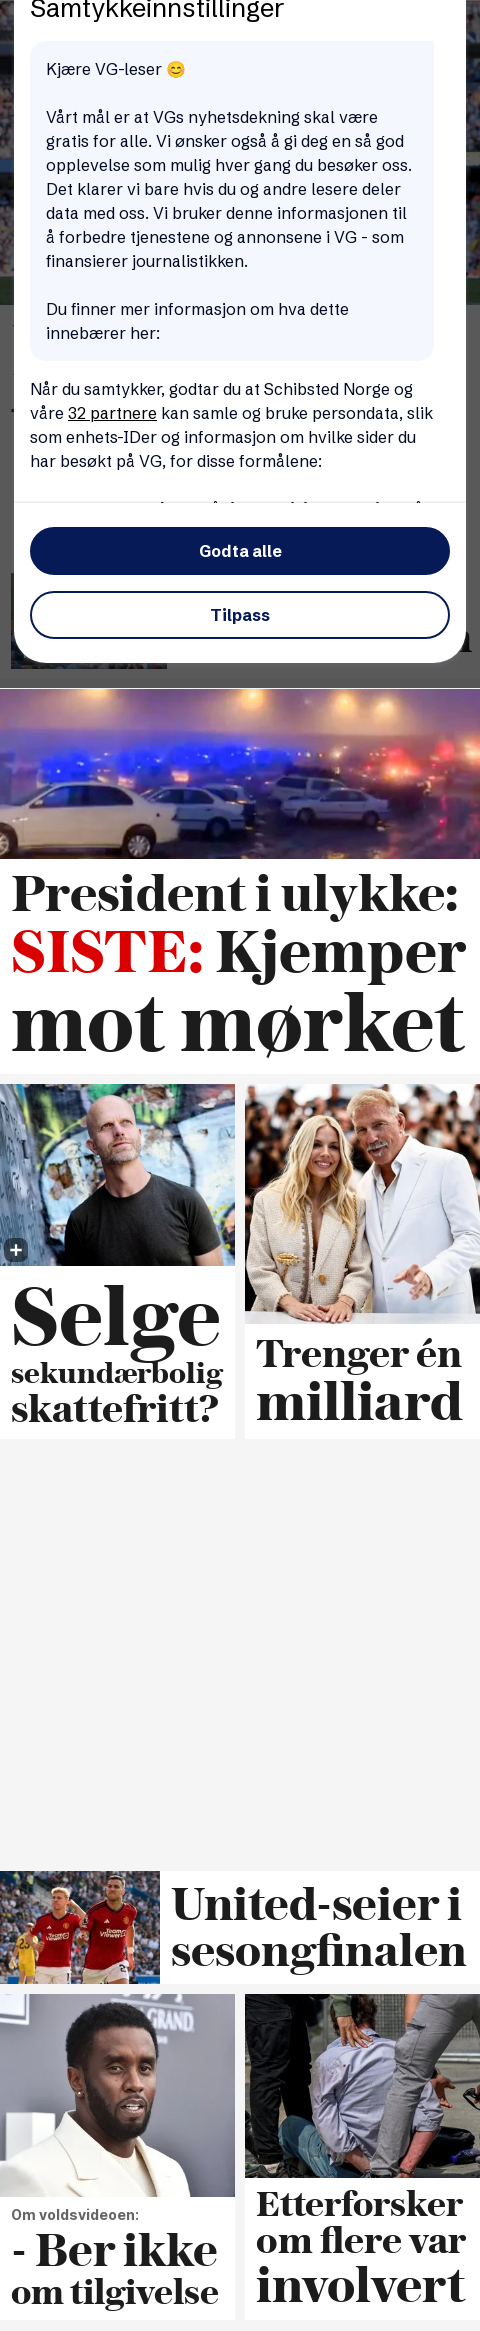 Samtykkeinnstillinger
Kjære VG-leser 😊
Vårt mål er at VGs nyhetsdekning skal være
gratis for alle. Vi ønsker også å gi deg en så god
opplevelse som mulig hver gang du besøker oss.
Det klarer vi bare hvis du og andre lesere deler
data med oss. Vi bruker denne informasjonen til
å forbedre tjenestene og annonsene i VG - som
finansierer journalistikken.
Du finner mer informasjon om hva dette
innebærer her:
Når du samtykker, godtar du at Schibsted Norge og
våre 32 partnere kan samle og bruke persondata, slik
som enhets-IDer og informasjon om hvilke sider du
har besøkt på VG, for disse formålene:
Godta alle
Tilpass
President i ulykke:
SISTE: Kjemper
mot mørket
Selge
sekundærbolig
skattefritt?
Trenger én
milliard
United-seier i
sesongfinalen
Om voldsvideoen:
- Ber ikke
om tilgivelse
Etterforsker
om flere var
involvert